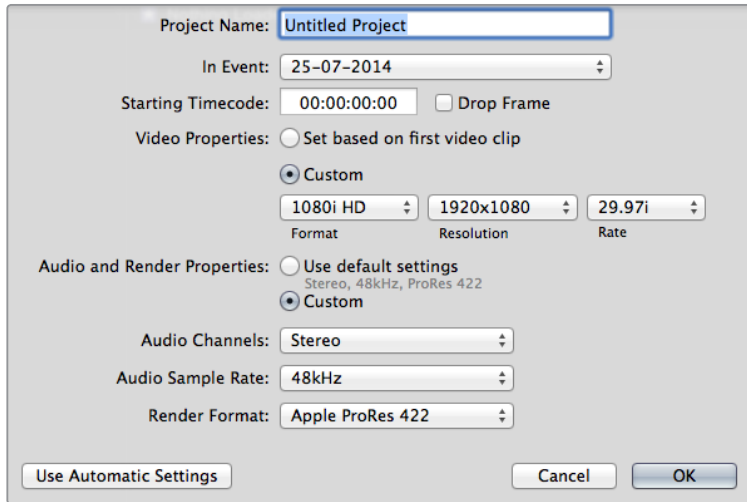 Project Name: Untitled Project
In Event: 25-07-2014
Starting Timecode: 00:00:00:00 Drop Frame
Video Properties: Set based on first video clip
Custom
1080i HD 1920x1080 29.97i
Format Resolution Rate
Audio and Render Properties: Use default settings
Stereo, 48kHz, ProRes 422
Custom
Audio Channels: Stereo
Audio Sample Rate: 48kHz
Render Format: Apple ProRes 422
Use Automatic Settings Cancel OK